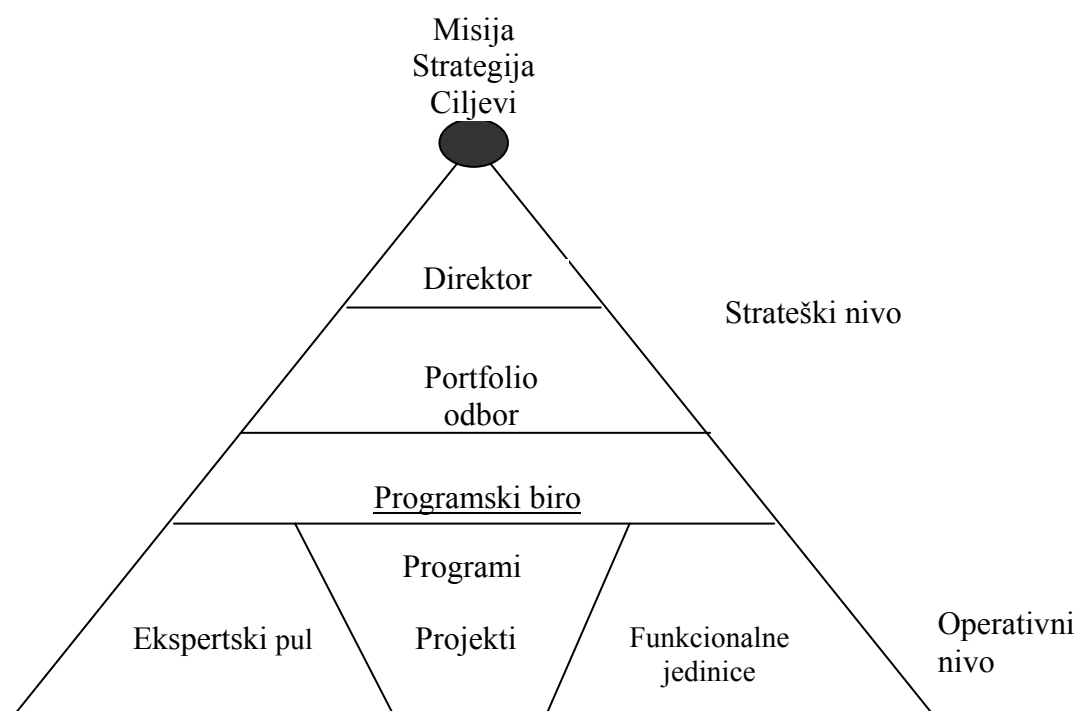 Misija
Strategija
Ciljevi
Direktor
Strateški nivo
Portfolio
odbor
Programski biro
Programi
Ekspertski pul
Projekti
Funkcionalne
jedinice
Operativni
nivo